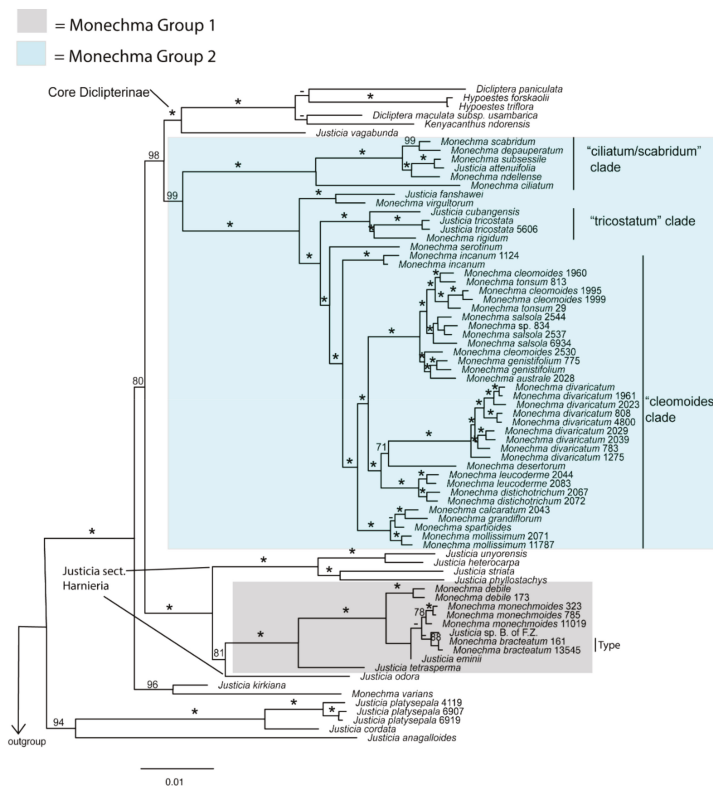 = Monechma Group 1
= Monechma Group 2
Core Diclipterinae
Dicliptera paniculata
Hypoestes forskaolii
Hypoestes triflora
Dicliptera maculata subsp. usambarica
Kenyacanthus ndorensis
Justicia vagabunda
98
99
99
Monechma scabridum
Monechma depauperatum
Monechma subsessile
Justicia attenuifolia
Monechma ndellense
Monechma ciliatum
"ciliatum/scabridum"
clade
Justicia fanshawei
Monechma virgultorum
Justicia cubangensis
Justicia tricostata
Justicia tricostata 5606
Monechma rigidum
"tricostatum" clade
Monechma serotinum
Monechma incanum 1124
Monechma incanum
Monechma cleomoides 1960
Monechma tonsum 813
Monechma cleomoides 1995
Monechma cleomoides 1999
Monechma tonsum 29
Monechma salsola 2544
Monechma sp. 834
Monechma salsola 2537
Monechma salsola 6934
Monechma cleomoides 2530
Monechma genistifolium 775
Monechma genistifolium
Monechma australe 2028
Monechma divaricatum
Monechma divaricatum 1961
Monechma divaricatum 2023
Monechma divaricatum 808
Monechma divaricatum 4800
Monechma divaricatum 2029
Monechma divaricatum 2039
Monechma divaricatum 783
Monechma divaricatum 1275
"cleomoides"
clade
80
71
Monechma desertorum
Monechma leucoderme 2044
Monechma leucoderme 2083
Monechma distichotrichum 2067
Monechma distichotrichum 2072
Monechma calcaratum 2043
Monechma grandiflorum
Monechma spartioides
Monechma mollissimum 2071
Monechma mollissimum 11787
Justicia sect.
Harnieria
Justicia unyorensis
Justicia heterocarpa
Justicia striata
Justicia phyllostachys
Monechma debile
Monechma debile 173
Monechma monechmoides 323
Monechma monechmoides 785
Monechma monechmoides 11019
Justicia sp. B. of F.Z.
Monechma bracteatum 161
Monechma bracteatum 13545
Type
78
88
Justicia eminii
Justicia tetrasperma
81
Justicia odora
96
Justicia kirkiana
Monechma varians
Justicia platysepala 4119
Justicia platysepala 6907
Justicia platysepala 6919
94
Justicia cordata
Justicia anagalloides
outgroup
0.01